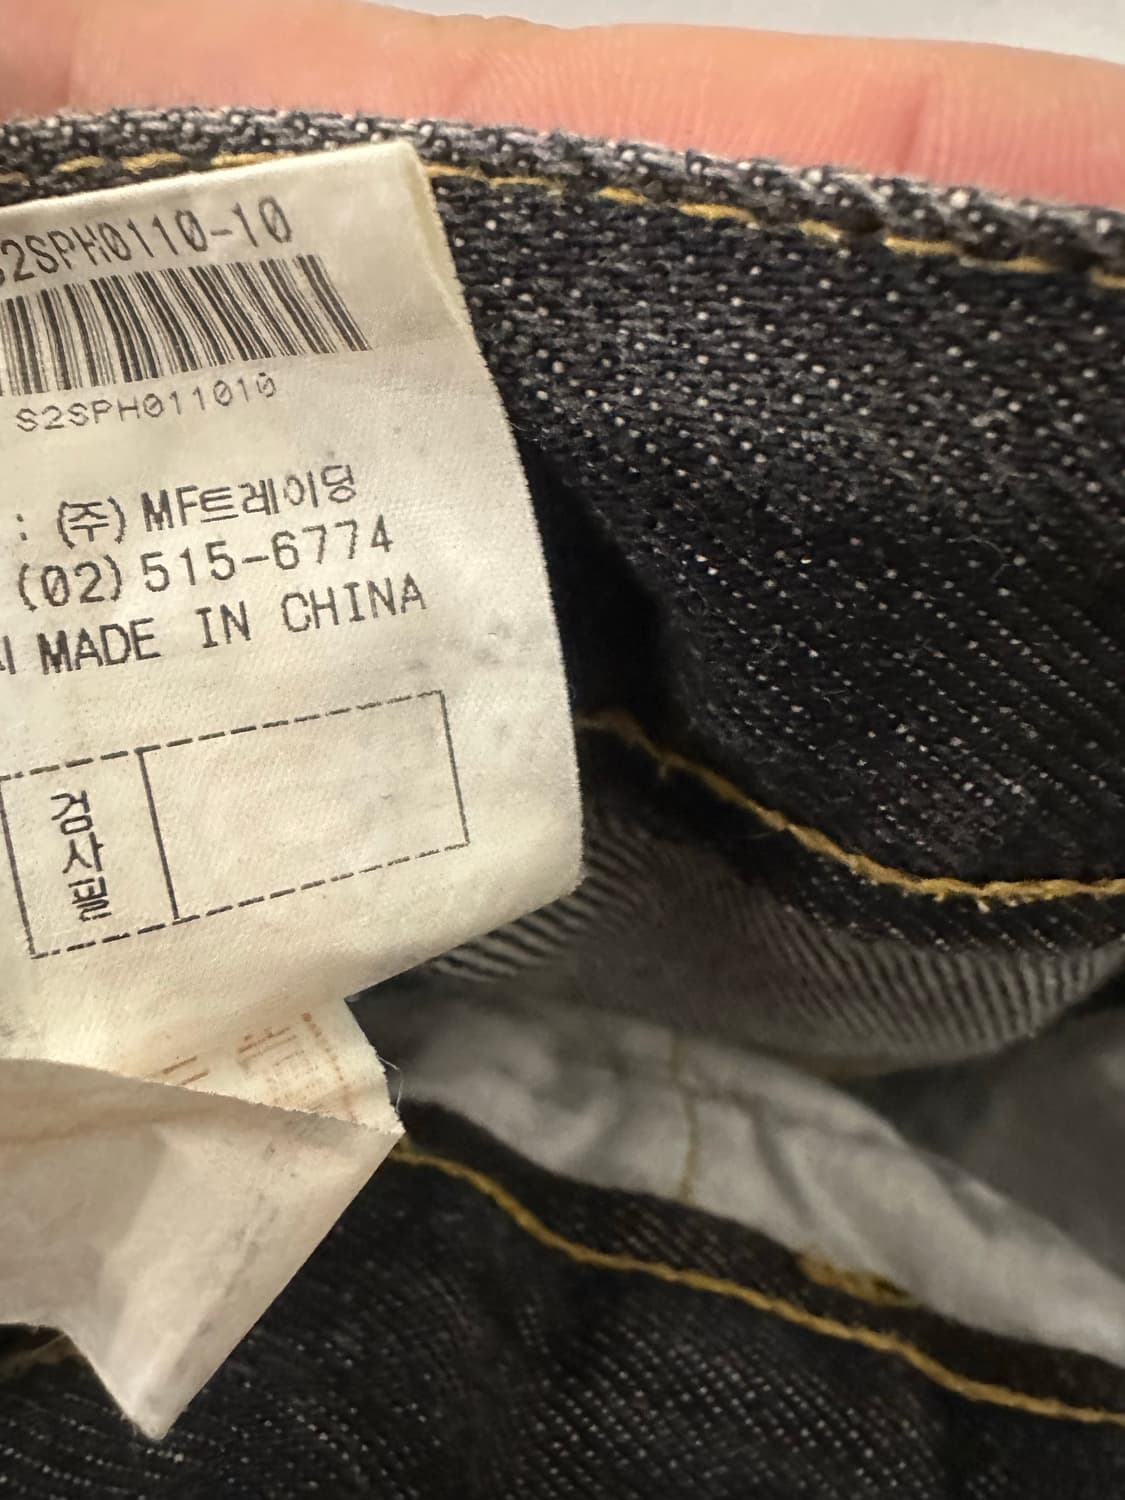 S2SPH0110-10
S2SPH011010
: (주) MF트레이딩
(02) 515-6774
MADE IN CHINA
검사필